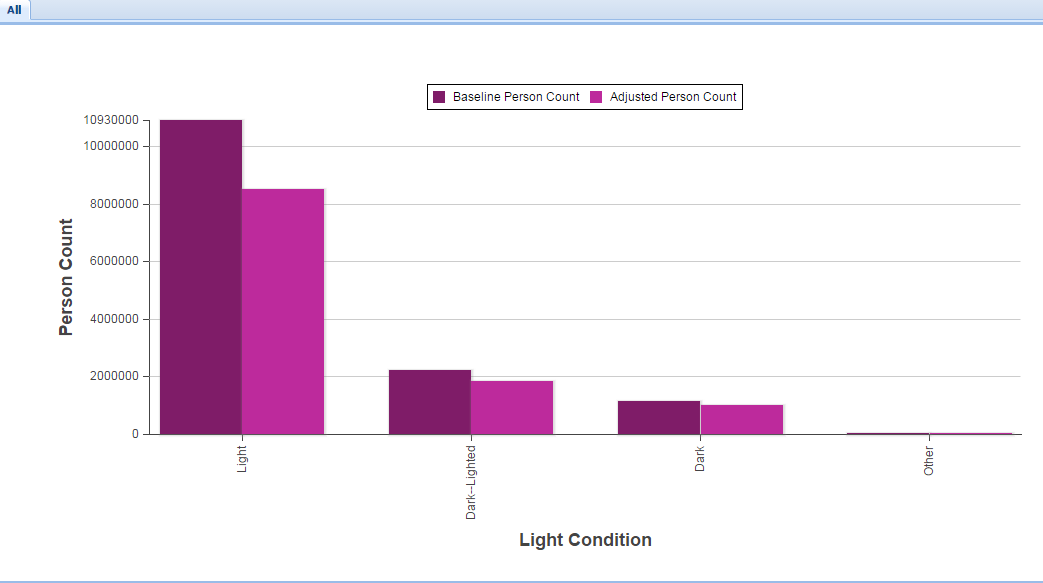 All
Baseline Person Count Adjusted Person Count
10930000
10000000
8000000
6000000
4000000
2000000
0
Person Count
Light
Dark--Lighted
Dark
Other
Light Condition